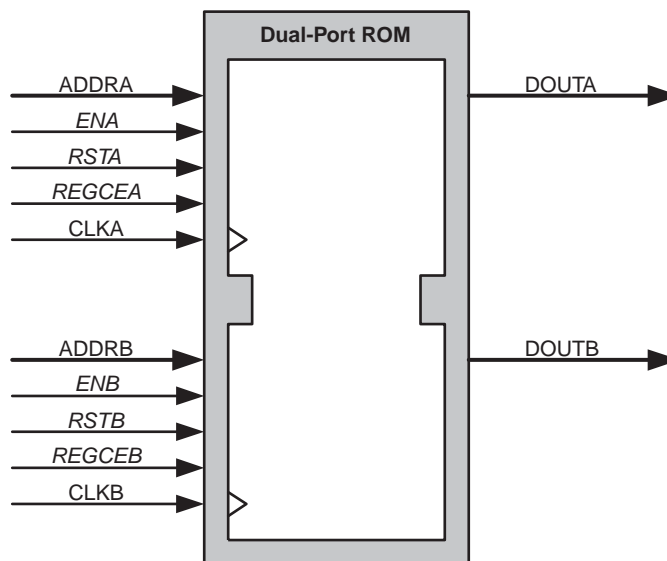 Dual-Port ROM
ADDRA
DOUTA
ENA
RSTA
REGCEA
CLKA
ADDRB
DOUTB
ENB
RSTB
REGCEB
CLKB